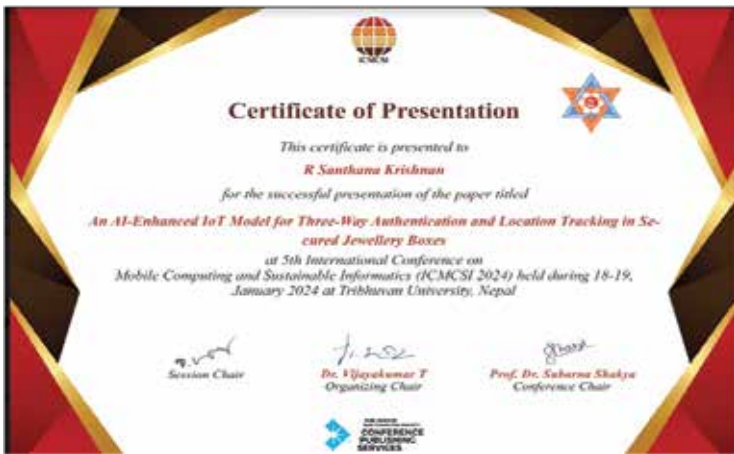 ICMCSI
Certificate of Presentation
This certificate is presented to
R Santhana Krishnan
for the successful presentation of the paper titled
An AI-Enhanced IoT Model for Three-Way Authentication and Location Tracking in Se-
cured Jewellery Boxes
at 5th International Conference on
Mobile Computing and Sustainable Informatics (ICMCSI 2024) held during 18-19,
January 2024 at Tribhuvan University, Nepal
Session Chair
Dr. Vijayakumar T
Organizing Chair
Prof. Dr. Subarna Shakya
Conference Chair
CONFERENCE
PUBLISHING
SERVICES